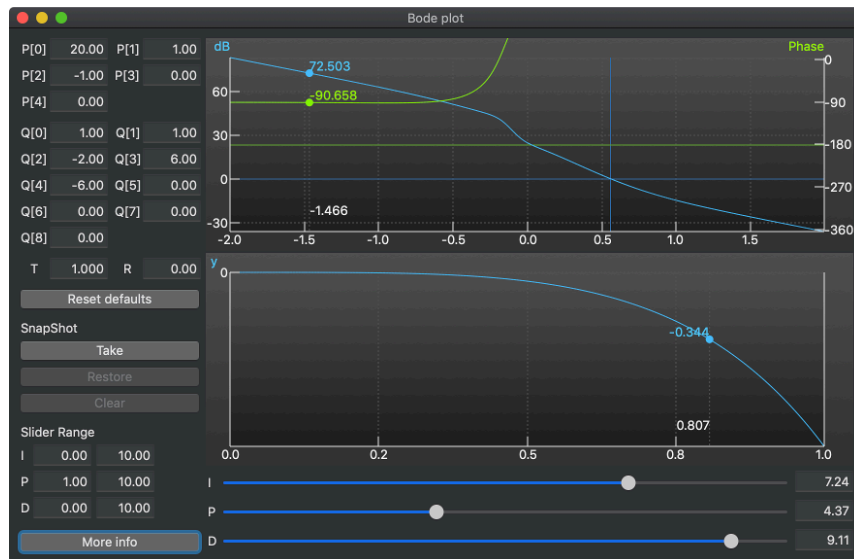 Bode plot
P[0] 20.00 P[1] 1.00
P[2] -1.00 P[3] 0.00
P[4] 0.00
Q[0] 1.00 Q[1] 1.00
Q[2] -2.00 Q[3] 6.00
Q[4] -6.00 Q[5] 0.00
Q[6] 0.00 Q[7] 0.00
Q[8] 0.00
T 1.000 R 0.00
Reset defaults
SnapShot
Take
Restore
Clear
Slider Range
I 0.00 10.00
P 1.00 10.00
D 0.00 10.00
More info
dB Phase
72.503 0
60 -90.658 -90
30 -180
0 -270
-1.466
-30 -360
-2.0 -1.5 -1.0 -0.5 0.0 0.5 1.0 1.5
y
0
-0.344
0.807
0.0 0.2 0.5 0.8 1.0
I 7.24
P 4.37
D 9.11